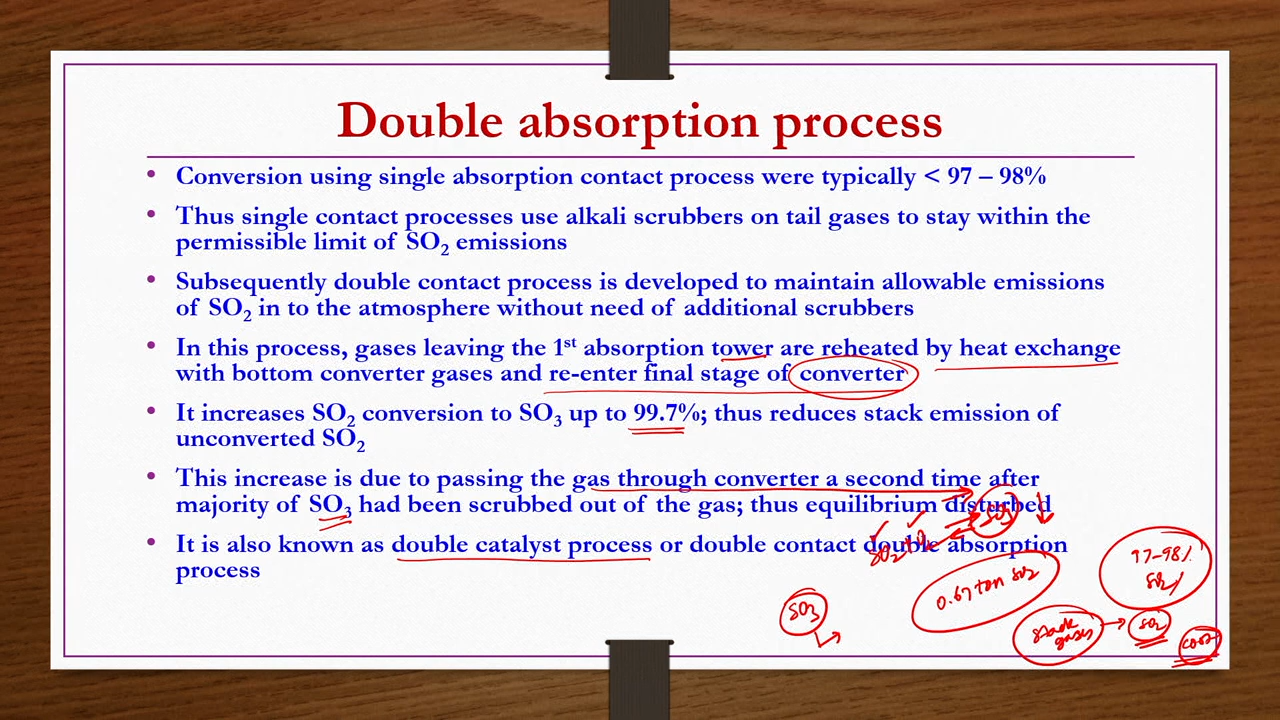 Double absorption process
• Conversion using single absorption contact process were typically < 97 – 98%
• Thus single contact processes use alkali scrubbers on tail gases to stay within the
permissible limit of SO₂ emissions
• Subsequently double contact process is developed to maintain allowable emissions
of SO₂ in to the atmosphere without need of additional scrubbers
• In this process, gases leaving the 1ˢᵗ absorption tower are reheated by heat exchange
with bottom converter gases and re-enter final stage of converter
• It increases SO₂ conversion to SO₃ up to 99.7%; thus reduces stack emission of
unconverted SO₂
• This increase is due to passing the gas through converter a second time after
majority of SO₃ had been scrubbed out of the gas; thus equilibrium disturbed
• It is also known as double catalyst process or double contact double absorption
process
SO₃
SO₂
0.67 ton SO₂
97-98%
SO₃
stack
gases
SO₂